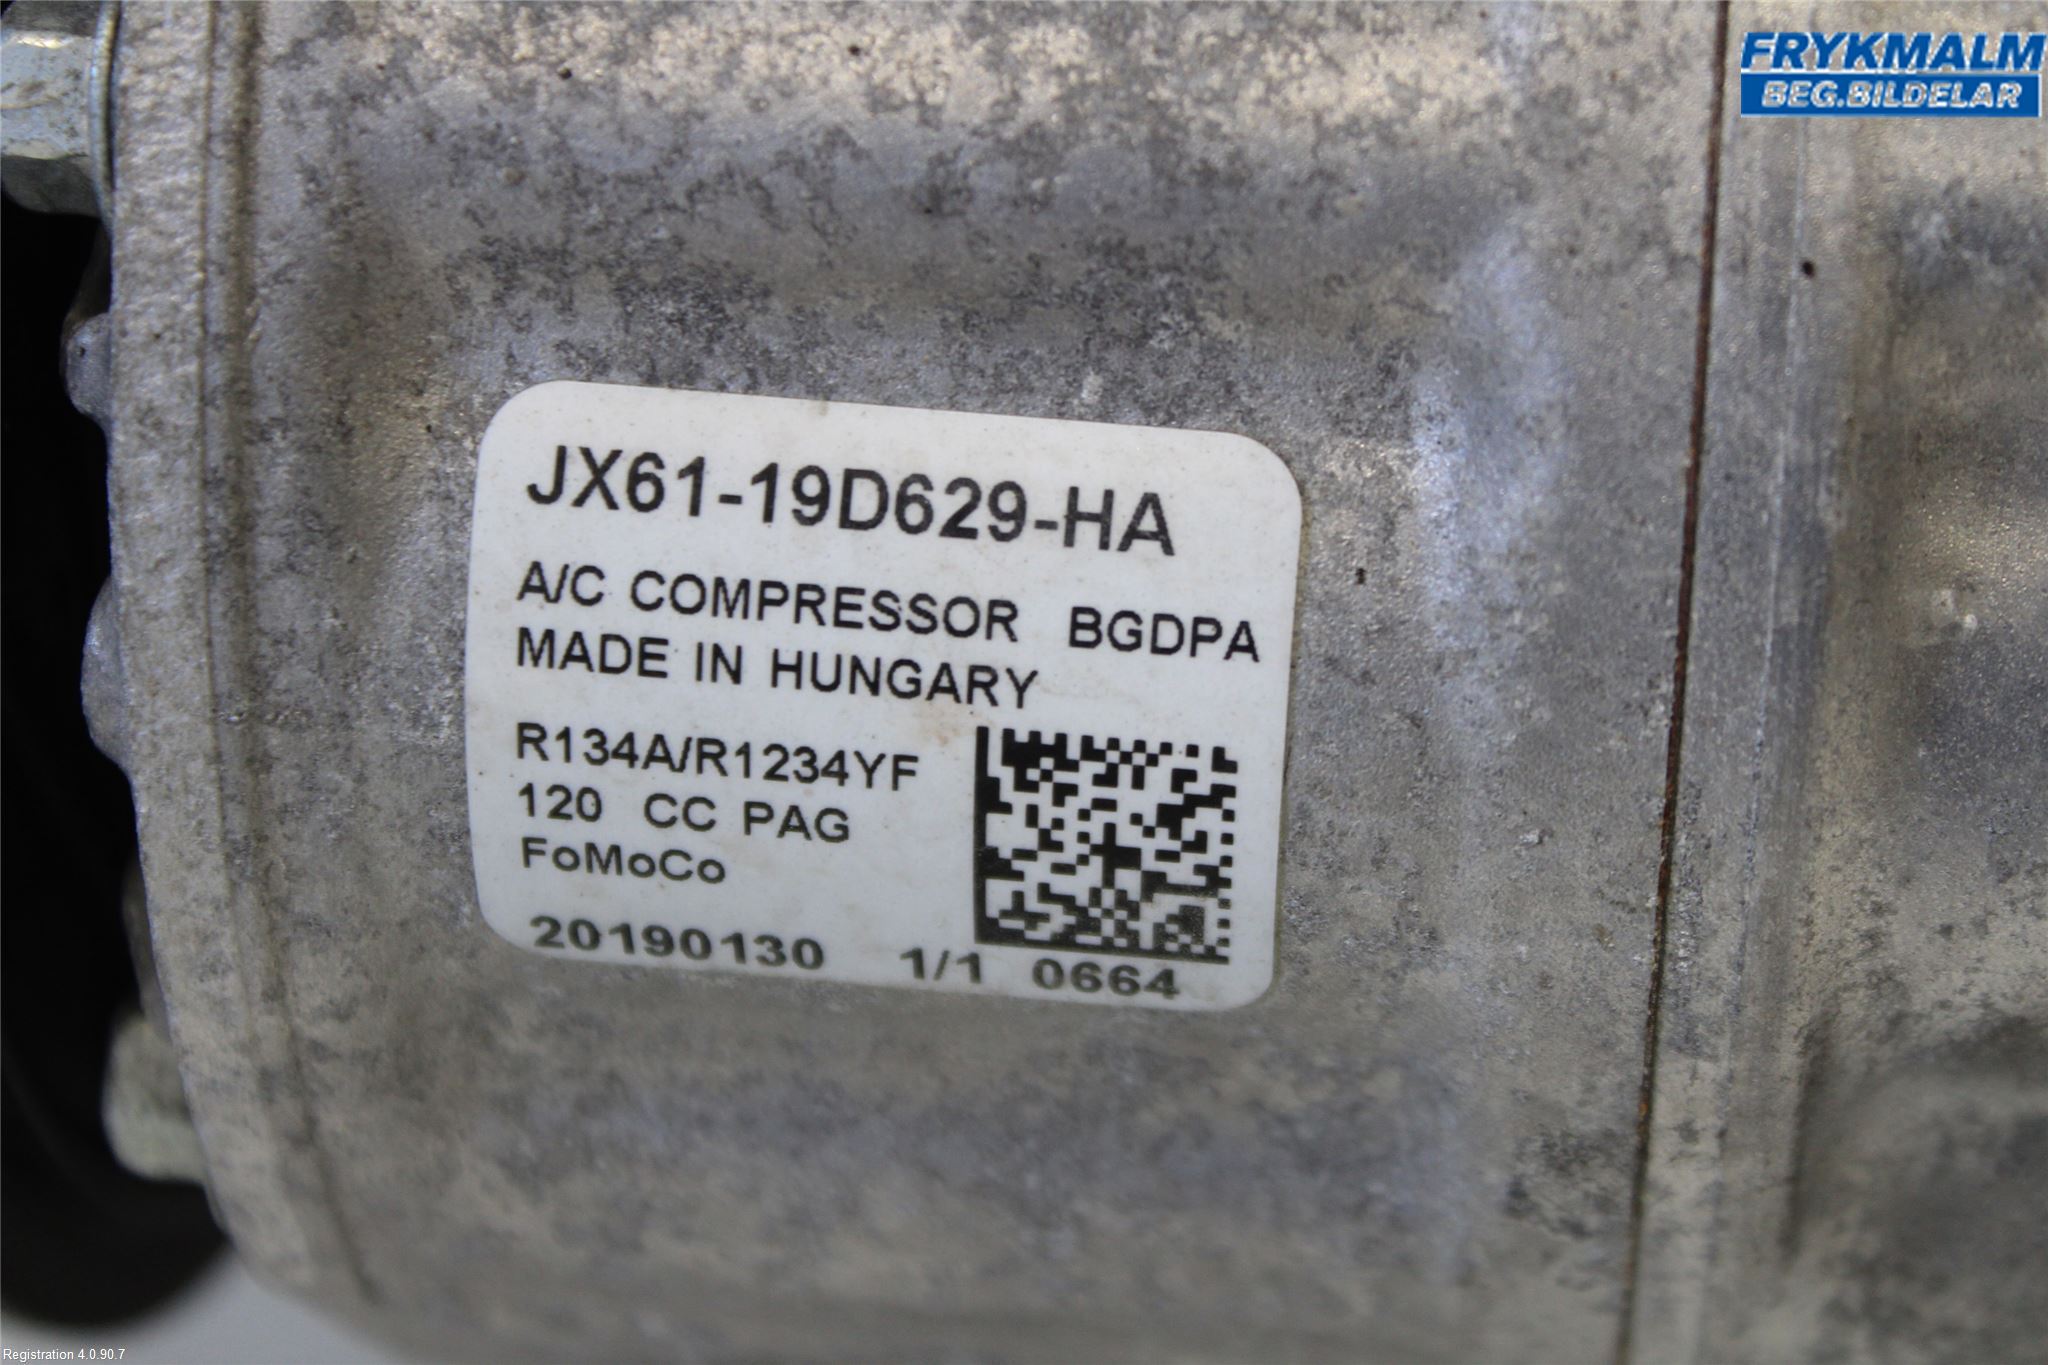 FRYKMALM
BEG.BILDELAR
JX61-19D629-HA
A/C COMPRESSOR BGDPA
MADE IN HUNGARY
R134A/R1234YF
120 CC PAG
FoMoCo
20190130 1/1 0664
Registration 4.0.90.7